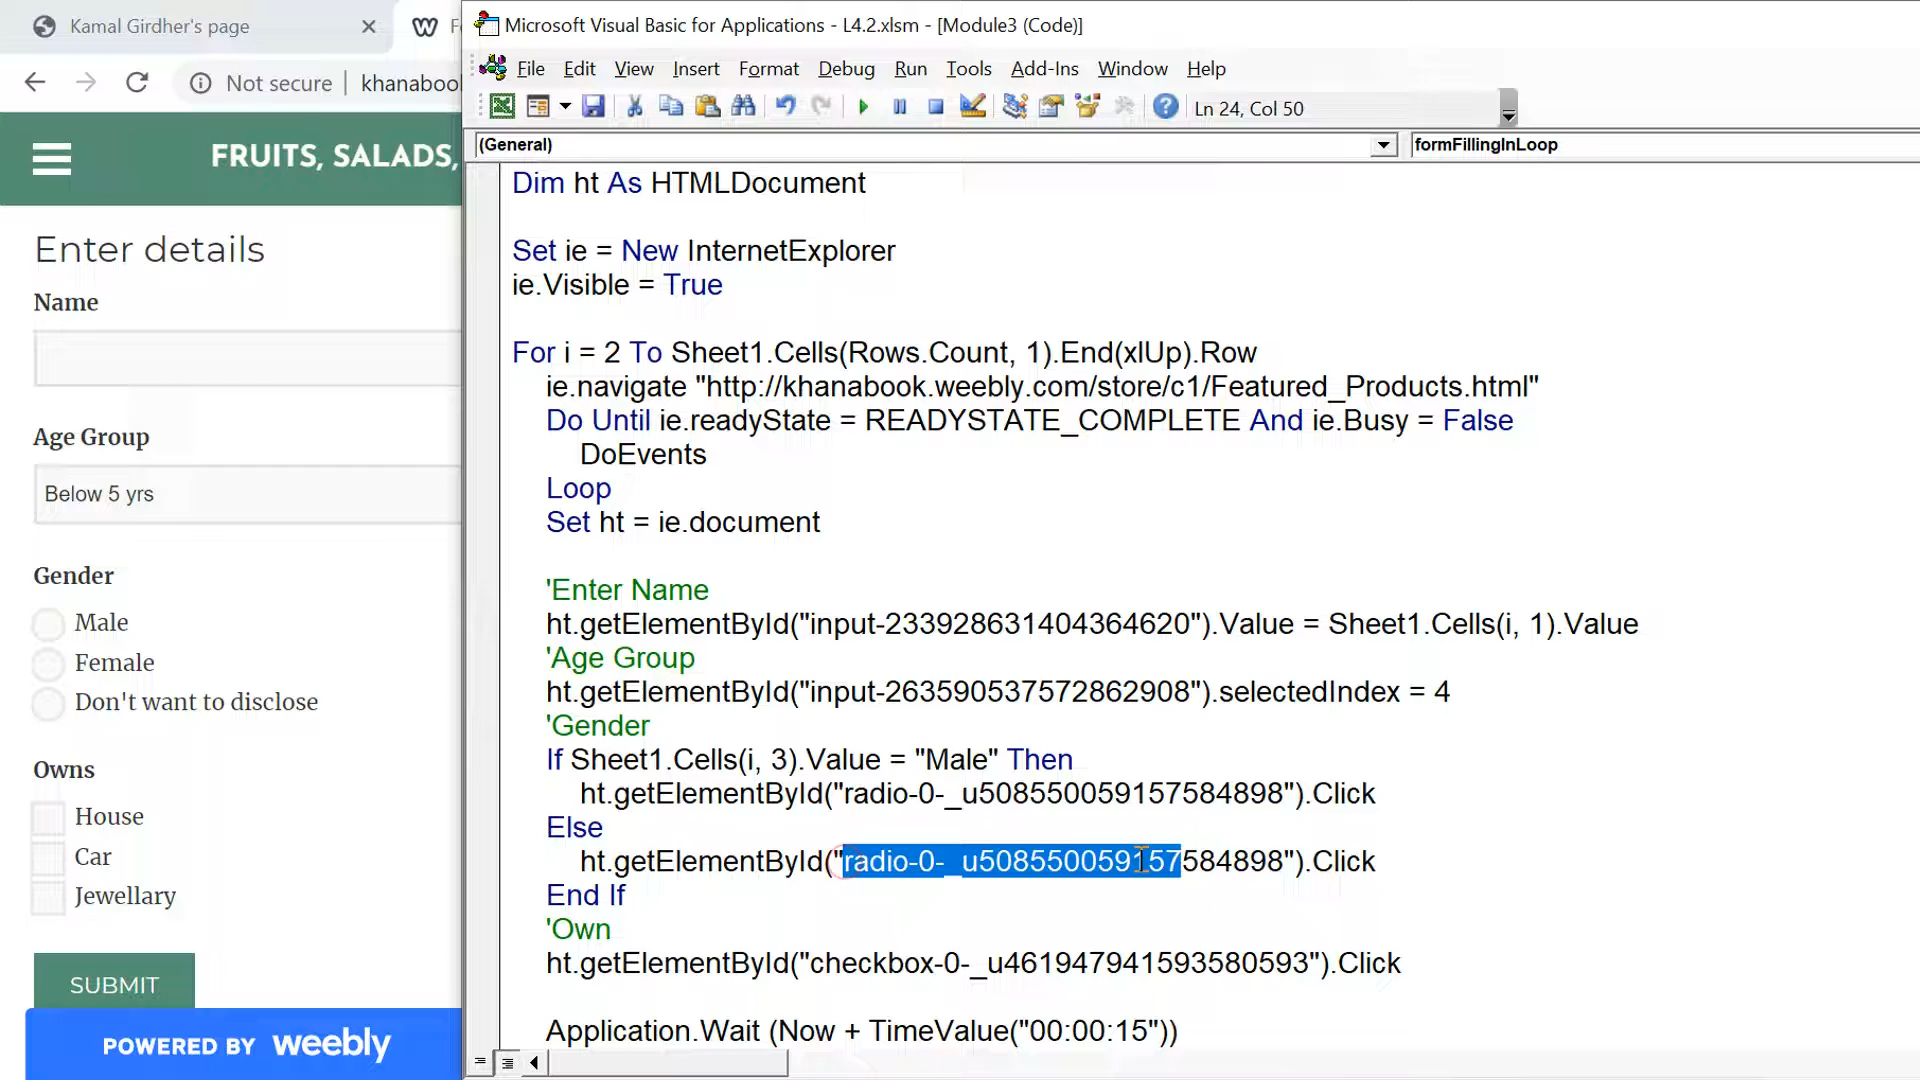 Kamal Girdher's page
Not secure | khanabook
FRUITS, SALADS,
Enter details
Name
Age Group
Below 5 yrs
Gender
Male
Female
Don't want to disclose
Owns
House
Car
Jewellary
SUBMIT
POWERED BY weebly
Microsoft Visual Basic for Applications - L4.2.xlsm - [Module3 (Code)]
File Edit View Insert Format Debug Run Tools Add-Ins Window Help
Ln 24, Col 50
(General)
formFillingInLoop
Dim ht As HTMLDocument
Set ie = New InternetExplorer
ie.Visible = True
For i = 2 To Sheet1.Cells(Rows.Count, 1).End(xlUp).Row
ie.navigate "http://khanabook.weebly.com/store/c1/Featured_Products.html"
Do Until ie.readyState = READYSTATE_COMPLETE And ie.Busy = False
DoEvents
Loop
Set ht = ie.document
'Enter Name
ht.getElementById("input-233928631404364620").Value = Sheet1.Cells(i, 1).Value
'Age Group
ht.getElementById("input-263590537572862908").selectedIndex = 4
'Gender
If Sheet1.Cells(i, 3).Value = "Male" Then
ht.getElementById("radio-0-_u508550059157584898").Click
Else
ht.getElementById("radio-0-_u508550059157584898").Click
End If
'Own
ht.getElementById("checkbox-0-_u461947941593580593").Click
Application.Wait (Now + TimeValue("00:00:15"))